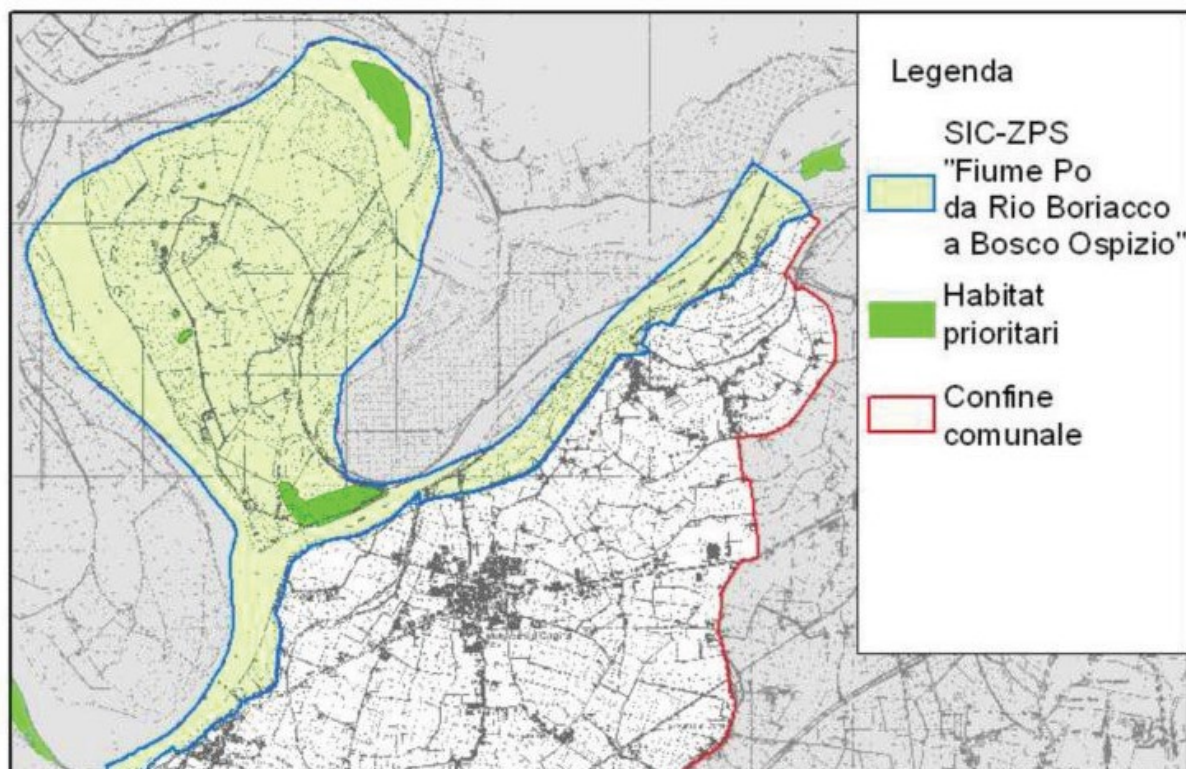 Legenda
SIC-ZPS
"Fiume Po
da Rio Boriacco
a Bosco Ospizio"
Habitat
prioritari
Confine
comunale